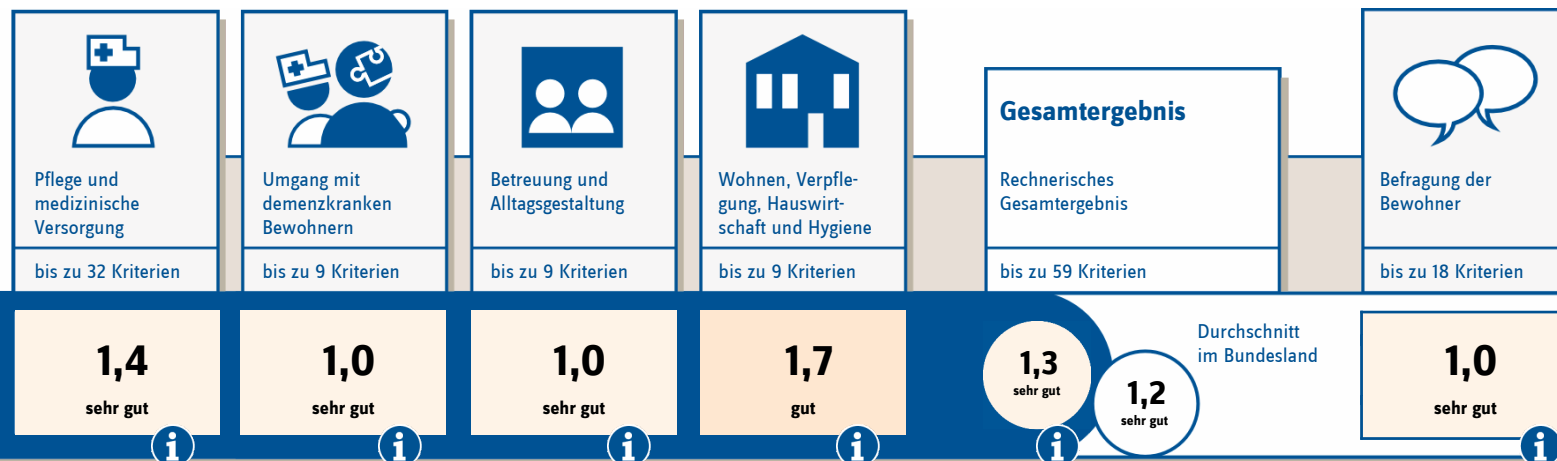 Pflege und
medizinische
Versorgung
bis zu 32 Kriterien
1,4
sehr gut
i
Umgang mit
demenzkranken
Bewohnern
bis zu 9 Kriterien
1,0
sehr gut
i
Betreuung und
Alltagsgestaltung
bis zu 9 Kriterien
1,0
sehr gut
i
Wohnen, Verpfle-
gung, Hauswirt-
schaft und Hygiene
bis zu 9 Kriterien
1,7
gut
i
Gesamtergebnis
Rechnerisches
Gesamtergebnis
bis zu 59 Kriterien
1,3
sehr gut
i
Durchschnitt
im Bundesland
1,2
sehr gut
Befragung der
Bewohner
bis zu 18 Kriterien
1,0
sehr gut
i